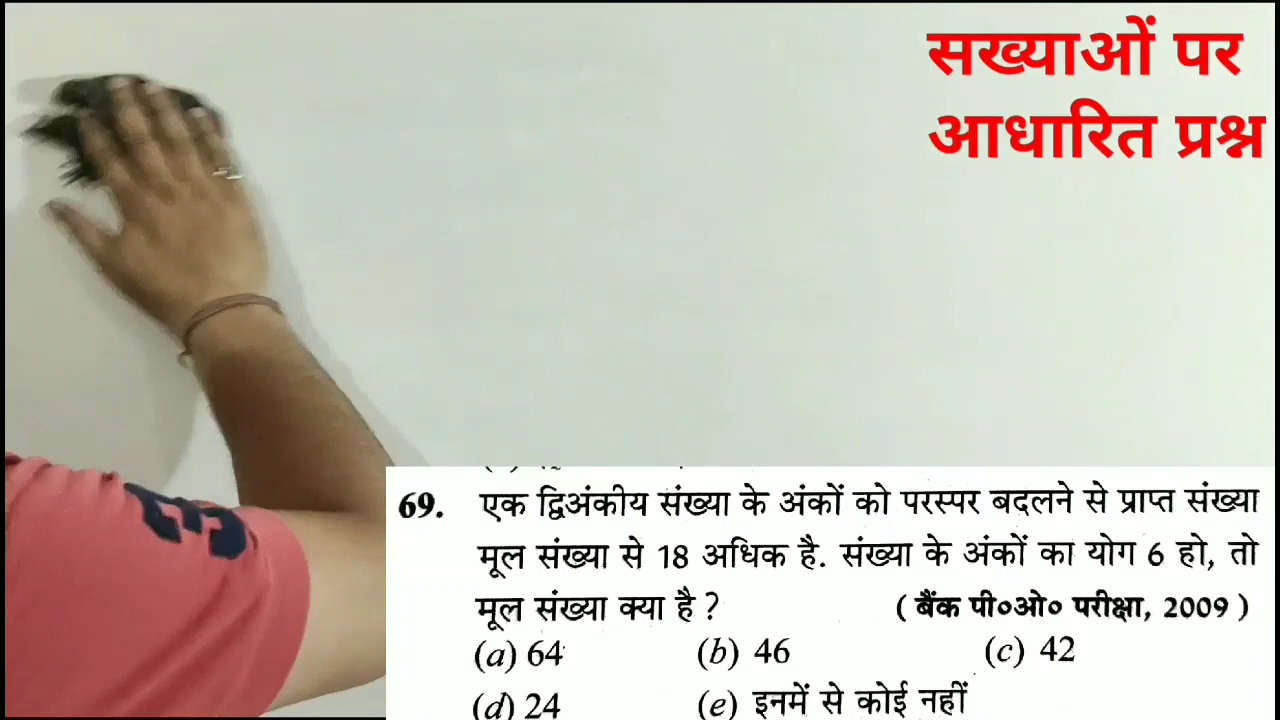 सख्याओं पर
आधारित प्रश्न
69. एक द्विअंकीय संख्या के अंकों को परस्पर बदलने से प्राप्त संख्या
मूल संख्या से 18 अधिक है. संख्या के अंकों का योग 6 हो, तो
मूल संख्या क्या है ? ( बैंक पी०ओ० परीक्षा, 2009 )
(a) 64 (b) 46 (c) 42
(d) 24 (e) इनमें से कोई नहीं